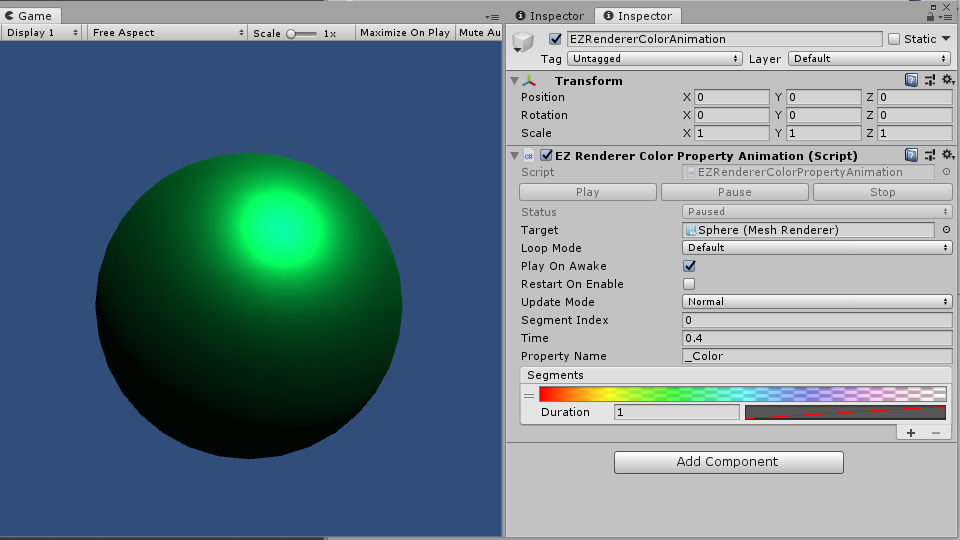 Game
Display 1 Free Aspect Scale 1x Maximize On Play Mute Au
Inspector Inspector
EZRendererColorAnimation Static
Tag Untagged Layer Default
Transform
Position X 0 Y 0 Z 0
Rotation X 0 Y 0 Z 0
Scale X 1 Y 1 Z 1
EZ Renderer Color Property Animation (Script)
Script EZRendererColorPropertyAnimation
Play Pause Stop
Status Paused
Target Sphere (Mesh Renderer)
Loop Mode Default
Play On Awake
Restart On Enable
Update Mode Normal
Segment Index 0
Time 0.4
Property Name _Color
Segments
Duration 1
+ −
Add Component